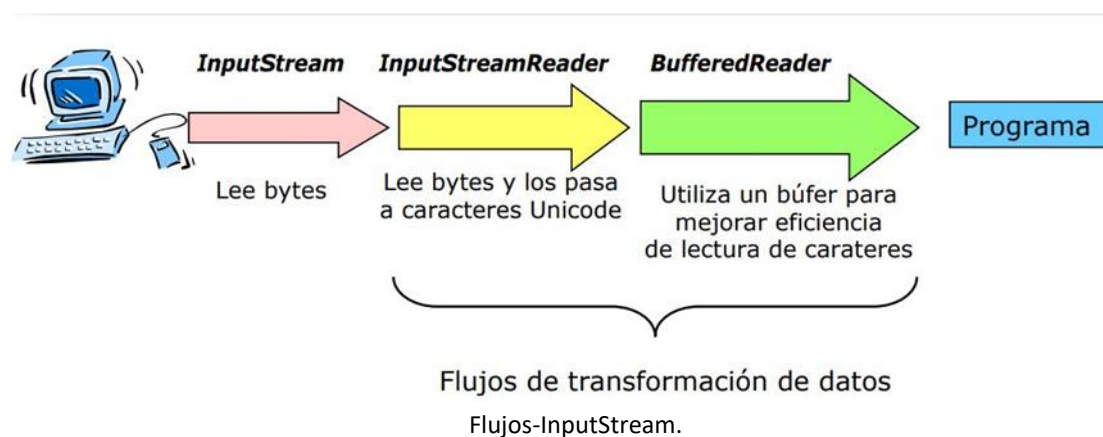 InputStream
InputStreamReader
BufferedReader
Programa
Lee bytes
Lee bytes y los pasa
a caracteres Unicode
Utiliza un búfer para
mejorar eficiencia
de lectura de carateres
Flujos de transformación de datos
Flujos-InputStream.